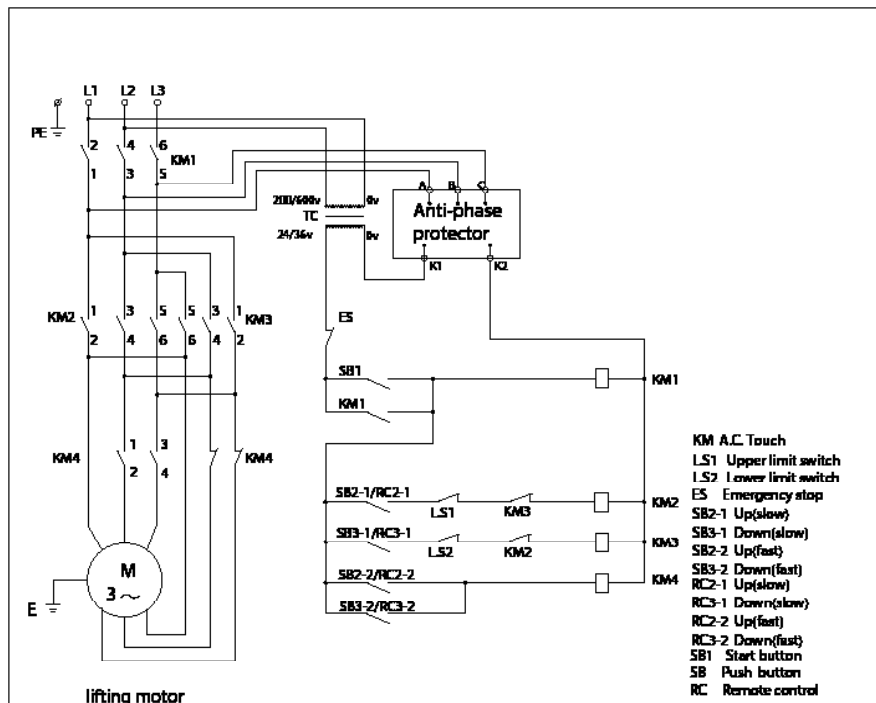 L1 L2 L3
PE
2 4 6 KM1
1 3 5
A B C
200/600v 0v
TC
24/36v 0v
Anti-phase
protector
K1 K2
KM2 1 3 5 5 3 1 KM3
2 4 6 6 4 2
ES
SB1
KM1
KM1
KM4 1 3 KM4
2 4
SB2-1/RC2-1
LS1 KM3 KM2
SB3-1/RC3-1
LS2 KM2 KM3
SB2-2/RC2-2
KM4
SB3-2/RC3-2
M
3 ~
E
lifting motor
KM A.C. Touch
LS1 Upper limit switch
LS2 Lower limit switch
ES Emergency stop
SB2-1 Up(slow)
SB3-1 Down(slow)
SB2-2 Up(fast)
SB3-2 Down(fast)
RC2-1 Up(slow)
RC3-1 Down(slow)
RC2-2 Up(fast)
RC3-2 Down(fast)
SB1 Start button
SB Push button
RC Remote control